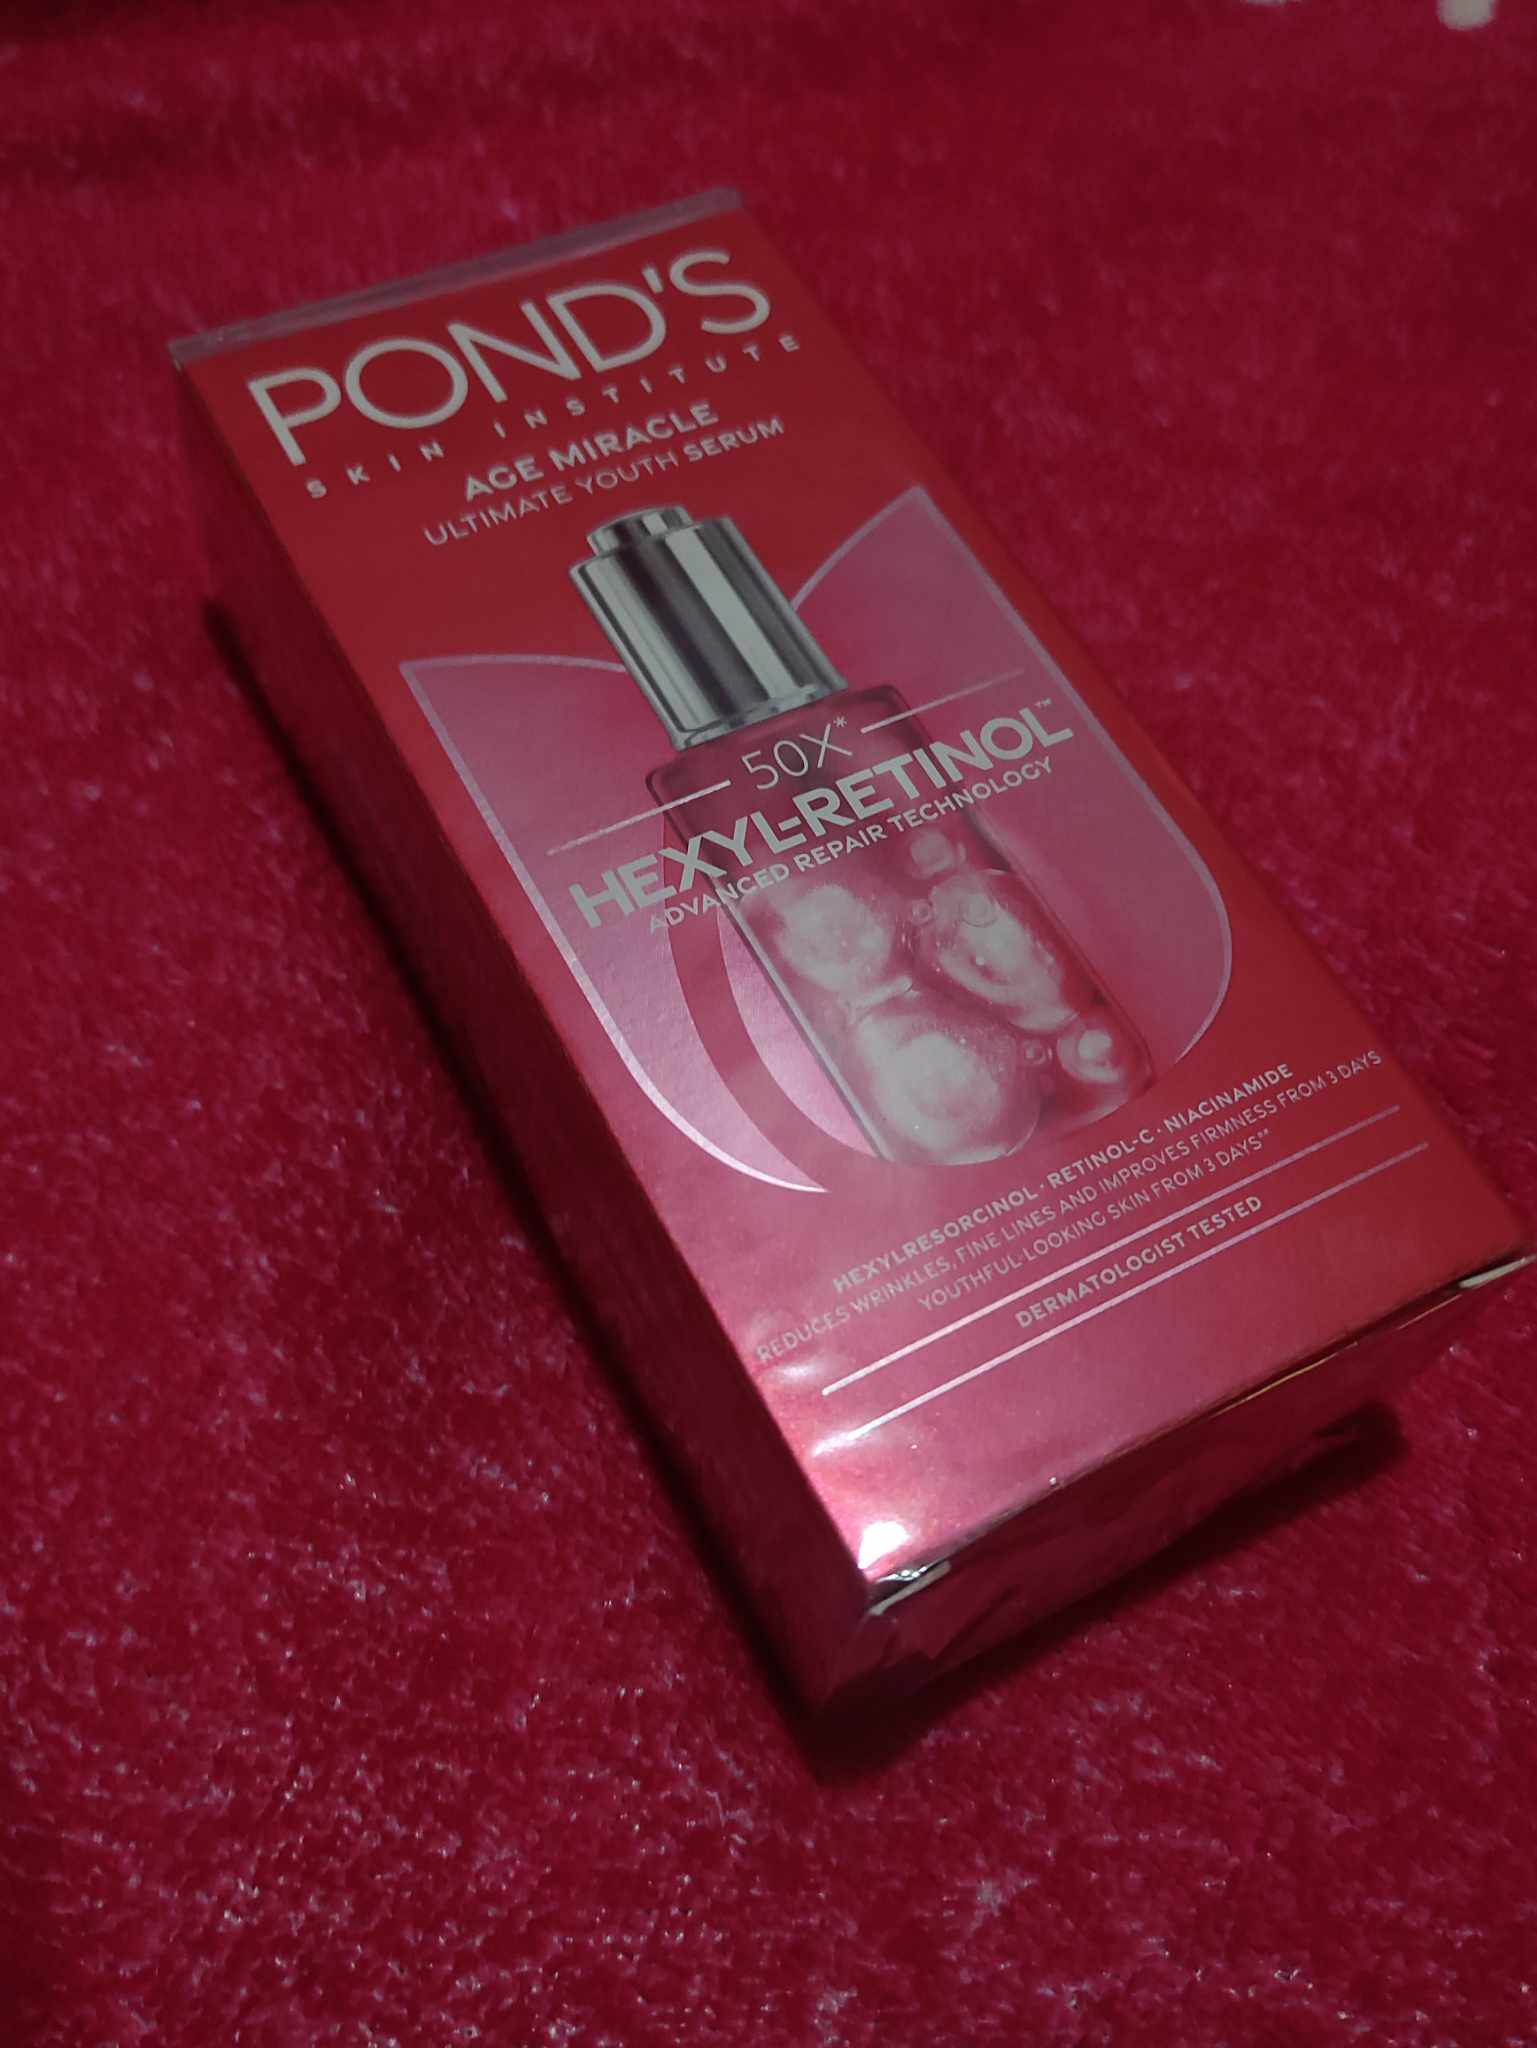 POND'S
SKIN INSTITUTE
AGE MIRACLE
ULTIMATE YOUTH SERUM
50X*
HEXYL-RETINOL™
ADVANCED REPAIR TECHNOLOGY
HEXYLRESORCINOL · RETINOL-C · NIACINAMIDE
REDUCES WRINKLES, FINE LINES AND IMPROVES FIRMNESS FROM 3 DAYS
YOUTHFUL-LOOKING SKIN FROM 3 DAYS**
DERMATOLOGIST TESTED